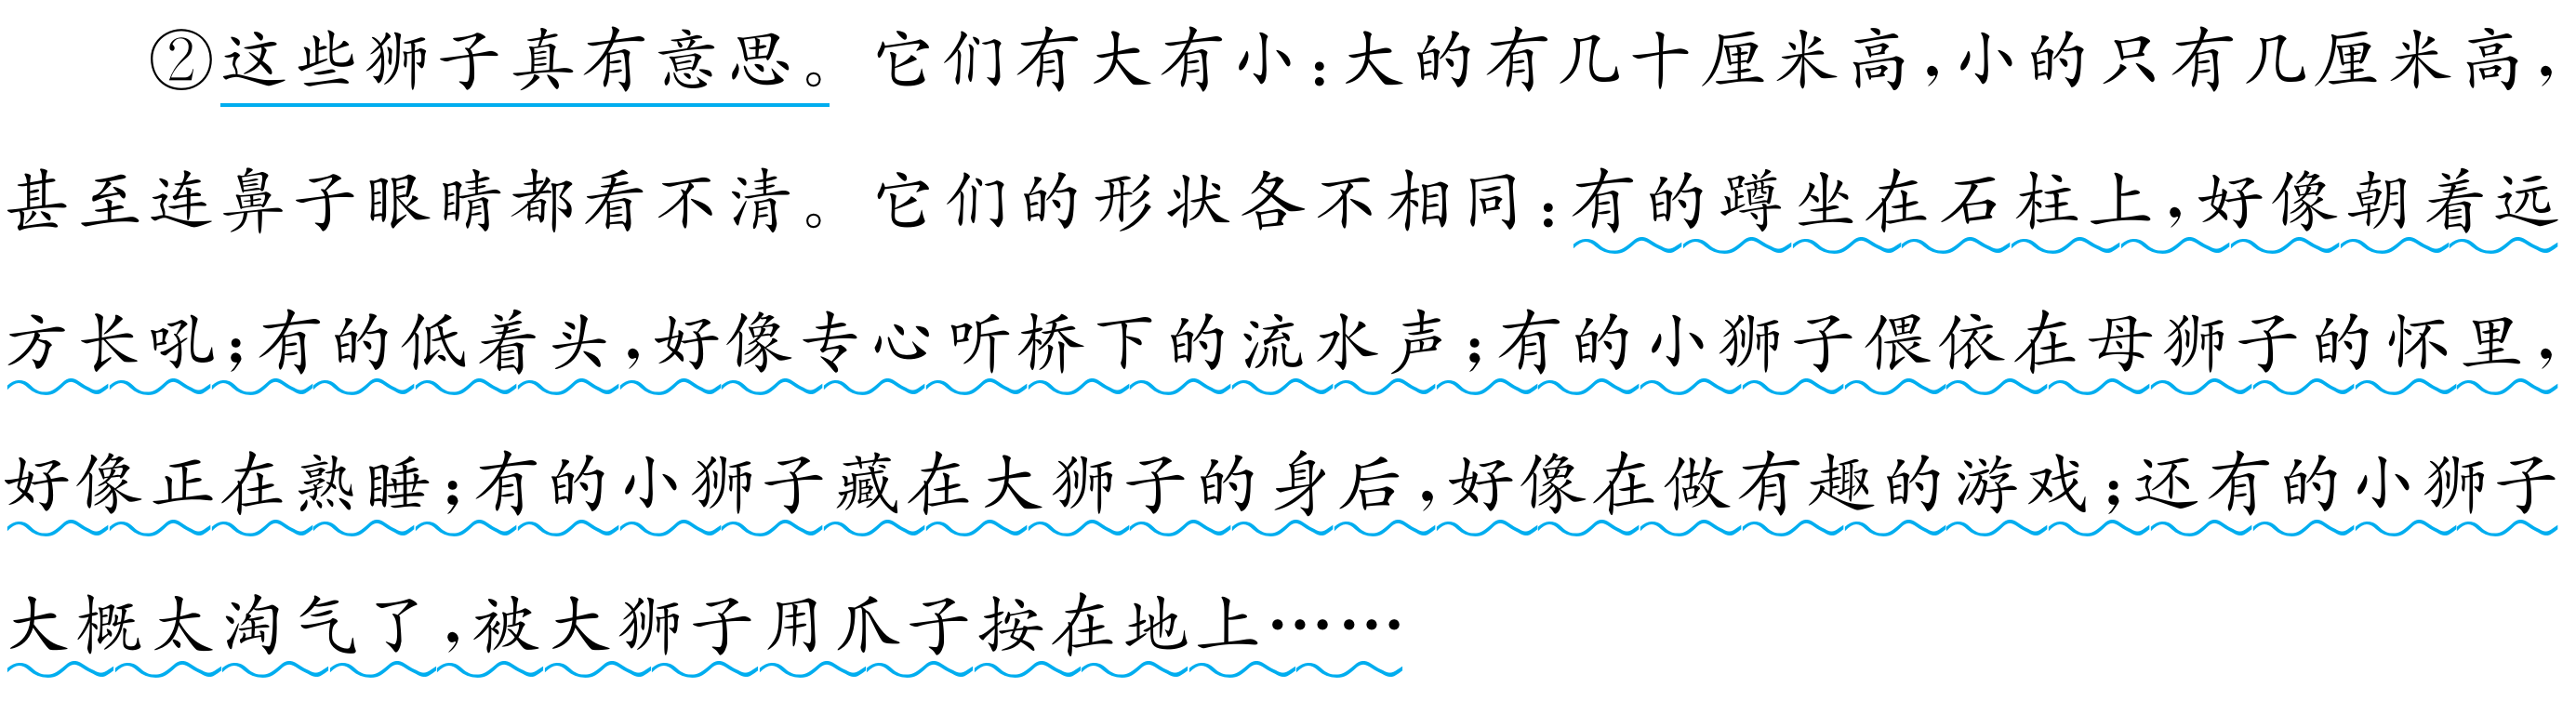 ②这些狮子真有意思。它们有大有小:大的有几十厘米高,小的只有几厘米高,
甚至连鼻子眼睛都看不清。它们的形状各不相同:有的蹲坐在石柱上,好像朝着远
方长吼;有的低着头,好像专心听桥下的流水声;有的小狮子偎依在母狮子的怀里,
好像正在熟睡;有的小狮子藏在大狮子的身后,好像在做有趣的游戏;还有的小狮子
大概太淘气了,被大狮子用爪子按在地上……